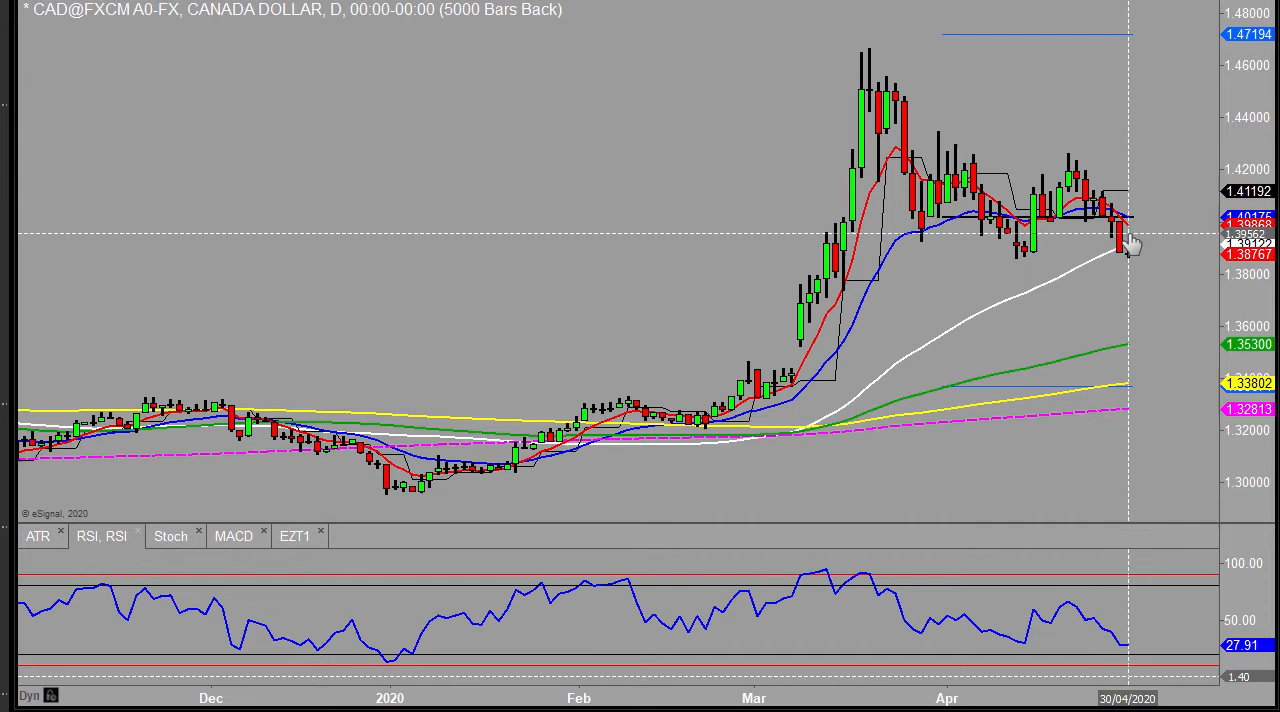 * CAD@FXCM A0-FX, CANADA DOLLAR, D, 00:00-00:00 (5000 Bars Back)
1.48000
1.47194
1.46000
1.44000
1.42000
1.41192
1.40175
1.39868
1.39562
1.39122
1.38767
1.38000
1.36000
1.35300
1.33802
1.32813
1.32000
1.30000
© eSignal, 2020
ATR
RSI, RSI
Stoch
MACD
EZT1
100.00
50.00
27.91
1.40
Dyn
Dec
2020
Feb
Mar
Apr
30/04/2020